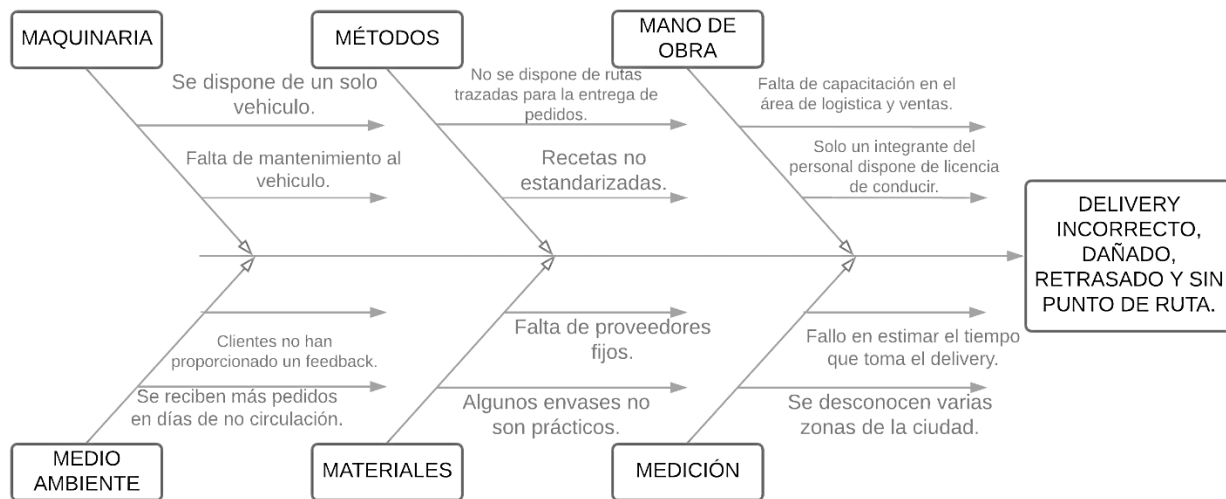 MAQUINARIA
MÉTODOS
MANO DE
OBRA
Se dispone de un solo
vehiculo.
Falta de mantenimiento al
vehiculo.
No se dispone de rutas
trazadas para la entrega de
pedidos.
Recetas no
estandarizadas.
Falta de capacitación en el
área de logistica y ventas.
Solo un integrante del
personal dispone de licencia
de conducir.
DELIVERY
INCORRECTO,
DAÑADO,
RETRASADO Y SIN
PUNTO DE RUTA.
Clientes no han
proporcionado un feedback.
Se reciben más pedidos
en días de no circulación.
Falta de proveedores
fijos.
Algunos envases no
son prácticos.
Fallo en estimar el tiempo
que toma el delivery.
Se desconocen varias
zonas de la ciudad.
MEDIO
AMBIENTE
MATERIALES
MEDICIÓN